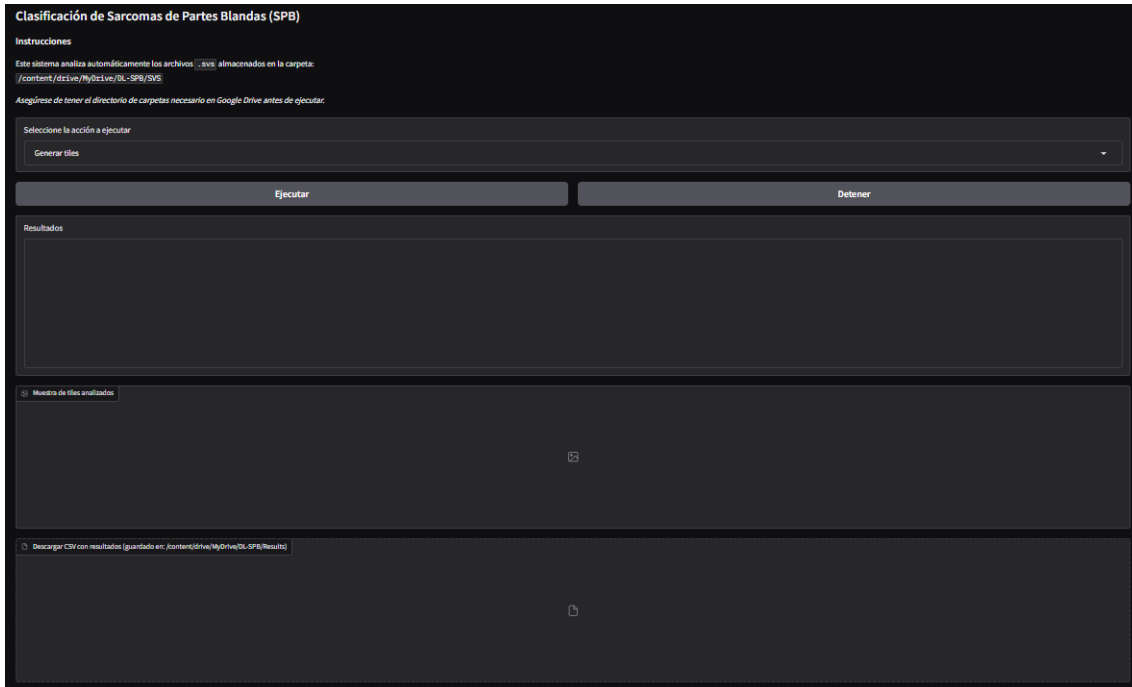 Clasificación de Sarcomas de Partes Blandas (SPB)
Instrucciones
Este sistema analiza automáticamente los archivos .svs almacenados en la carpeta:
/content/drive/MyDrive/DL-SPB/SVS
Asegúrese de tener el directorio de carpetas necesario en Google Drive antes de ejecutar.
Seleccione la acción a ejecutar
Generar tiles
Ejecutar
Detener
Resultados
Muestra de tiles analizados
Descargar CSV con resultados (guardado en: /content/drive/MyDrive/DL-SPB/Results)